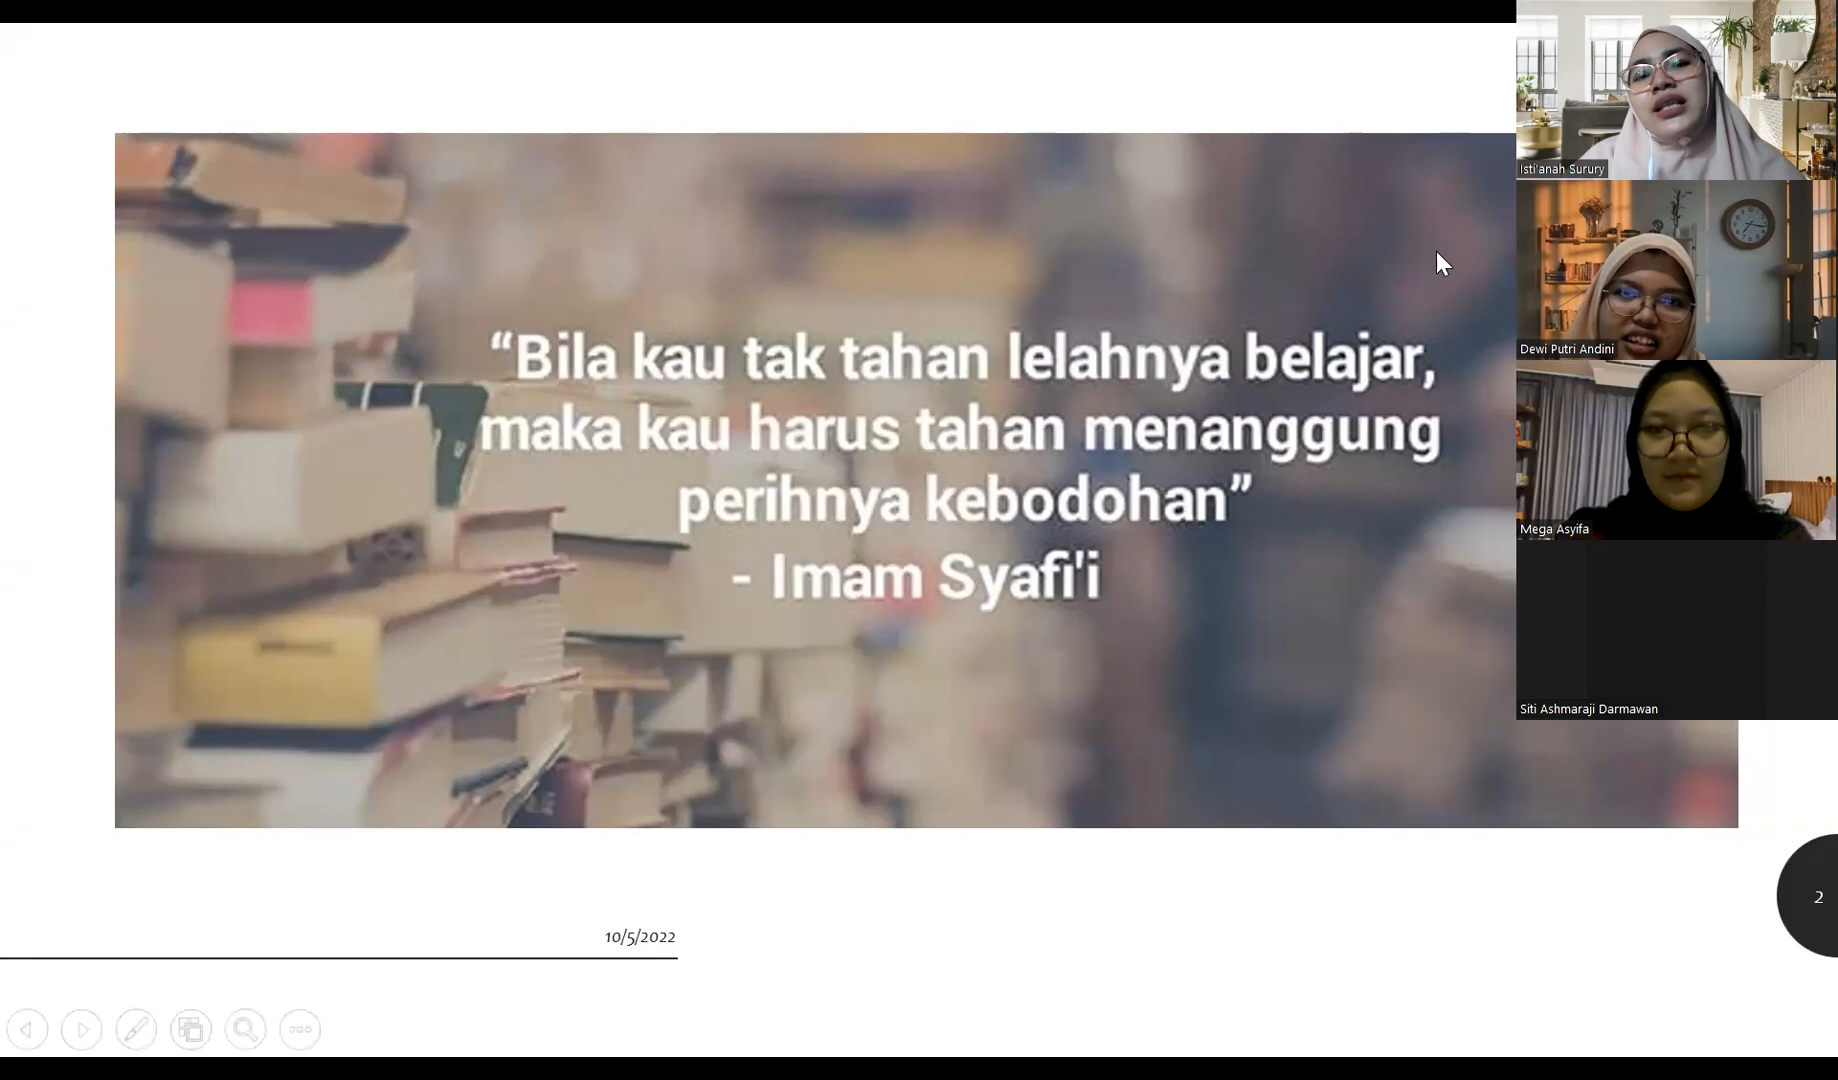 “Bila kau tak tahan lelahnya belajar,
maka kau harus tahan menanggung
perihnya kebodohan”
- Imam Syafi'i
Isti'anah Surury
Dewi Putri Andini
Mega Asyifa
Siti Ashmaraji Darmawan
2
10/5/2022